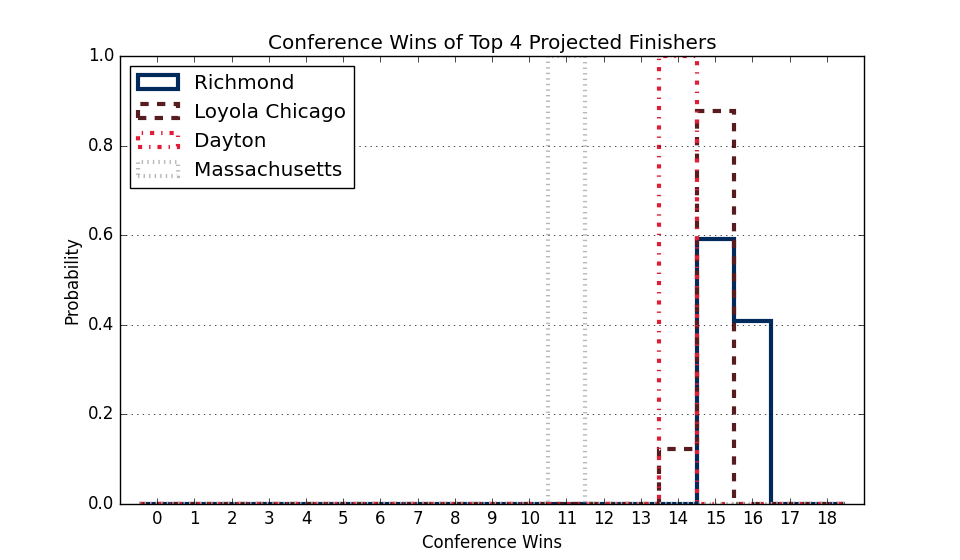 Conference Wins of Top 4 Projected Finishers
1.0
0.8
0.6
0.4
0.2
0.0
Probability
Richmond
Loyola Chicago
Dayton
Massachusetts
0 1 2 3 4 5 6 7 8 9 10 11 12 13 14 15 16 17 18
Conference Wins